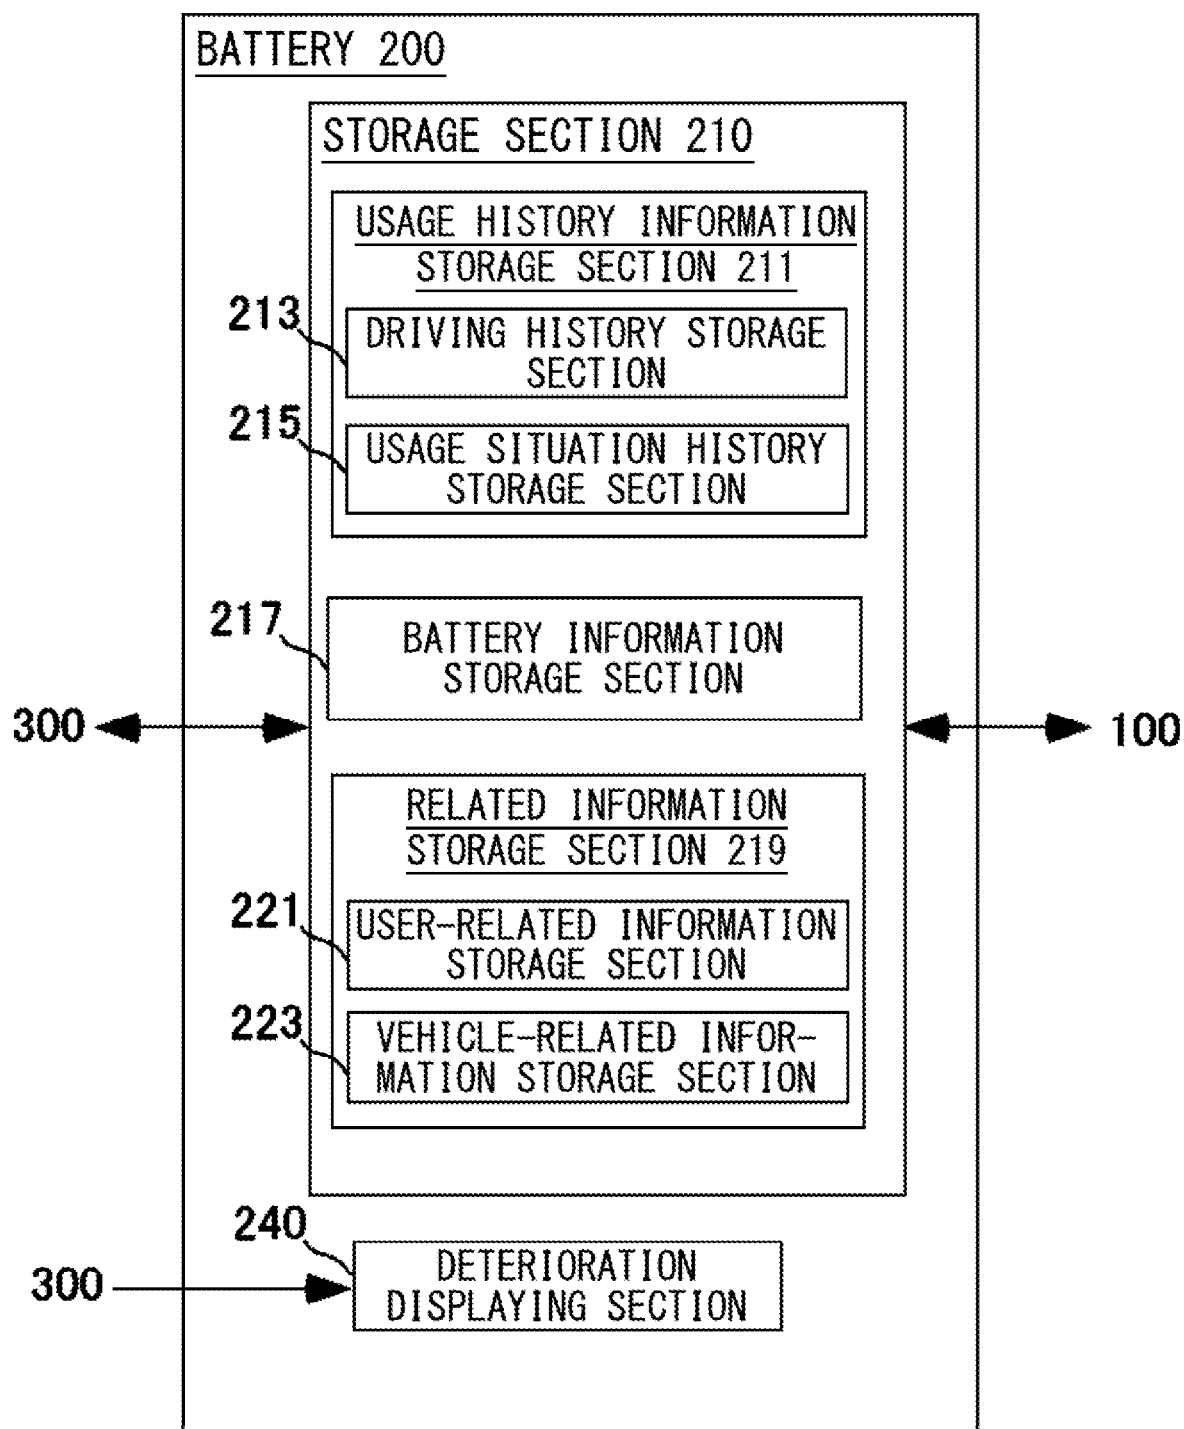 BATTERY 200
STORAGE SECTION 210
USAGE HISTORY INFORMATION
STORAGE SECTION 211
213
DRIVING HISTORY STORAGE
SECTION
215
USAGE SITUATION HISTORY
STORAGE SECTION
217
BATTERY INFORMATION
STORAGE SECTION
300
100
RELATED INFORMATION
STORAGE SECTION 219
221
USER-RELATED INFORMATION
STORAGE SECTION
223
VEHICLE-RELATED INFOR-
MATION STORAGE SECTION
240
300
DETERIORATION
DISPLAYING SECTION